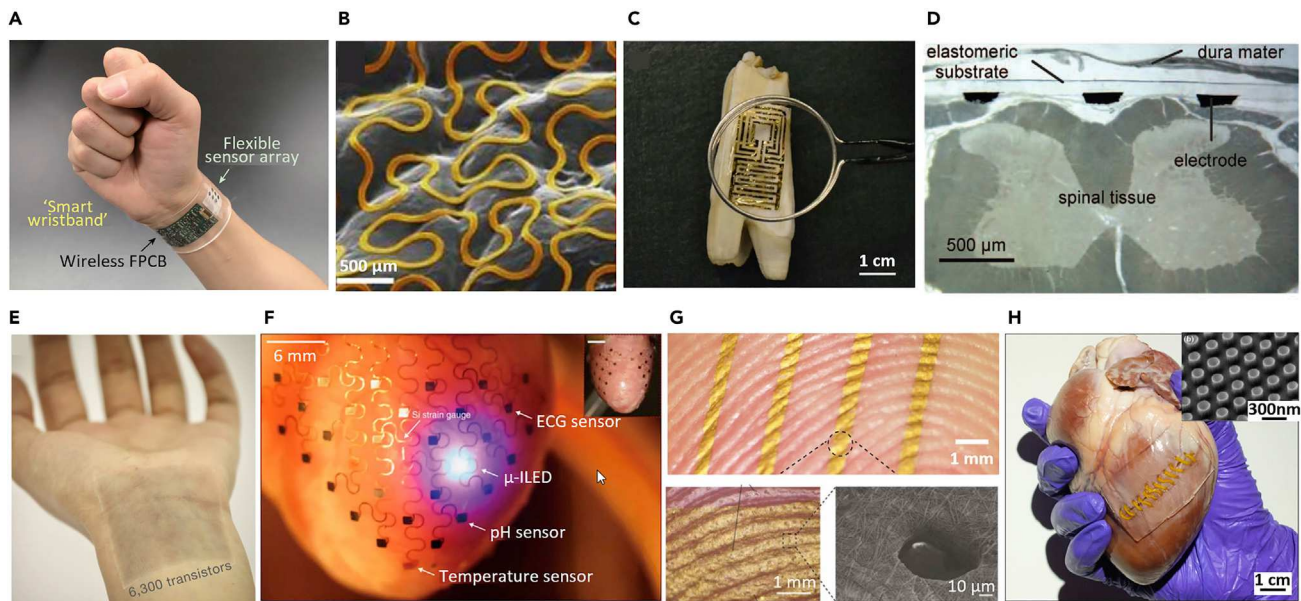 A
Flexible
sensor array
'Smart
wristband'
Wireless FPCB
B
500 µm
C
1 cm
D
elastomeric
substrate
dura mater
electrode
spinal tissue
500 µm
E
6,300 transistors
F
6 mm
Si strain gauge
ECG sensor
µ-ILED
pH sensor
Temperature sensor
G
1 mm
1 mm
10 µm
H
(b)
300nm
1 cm